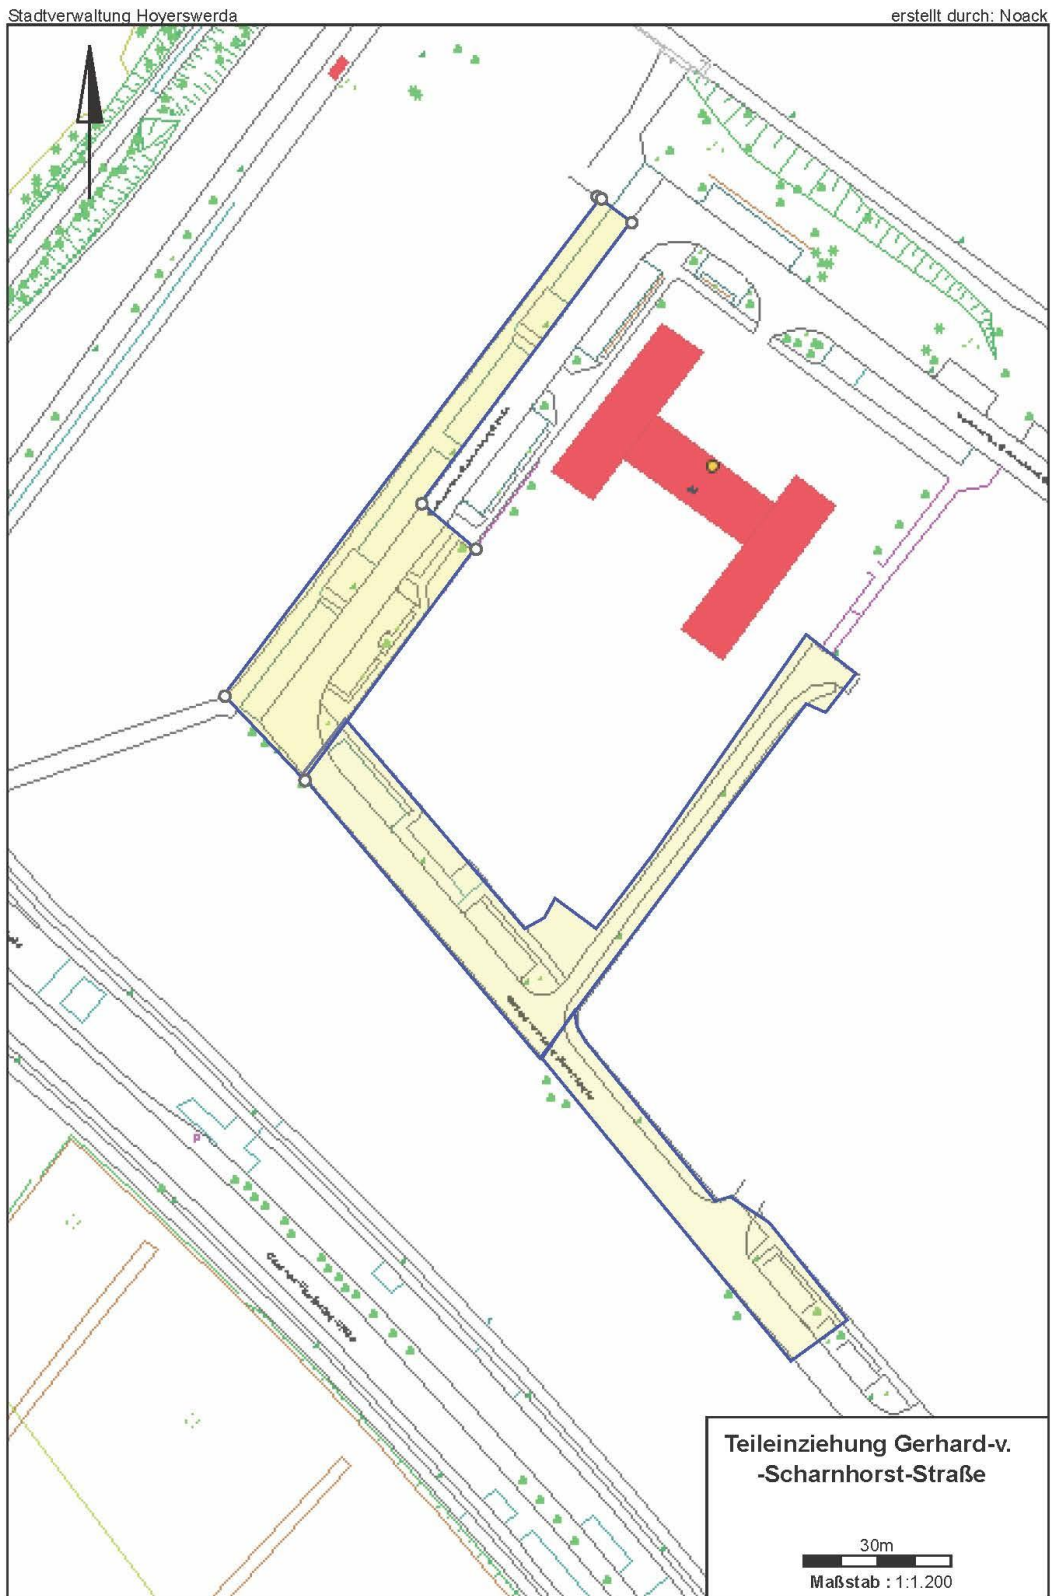 Stadtverwaltung Hoyerswerda
erstellt durch: Noack
Teileinziehung Gerhard-v.
-Scharnhorst-Straße
30m
Maßstab : 1:1.200